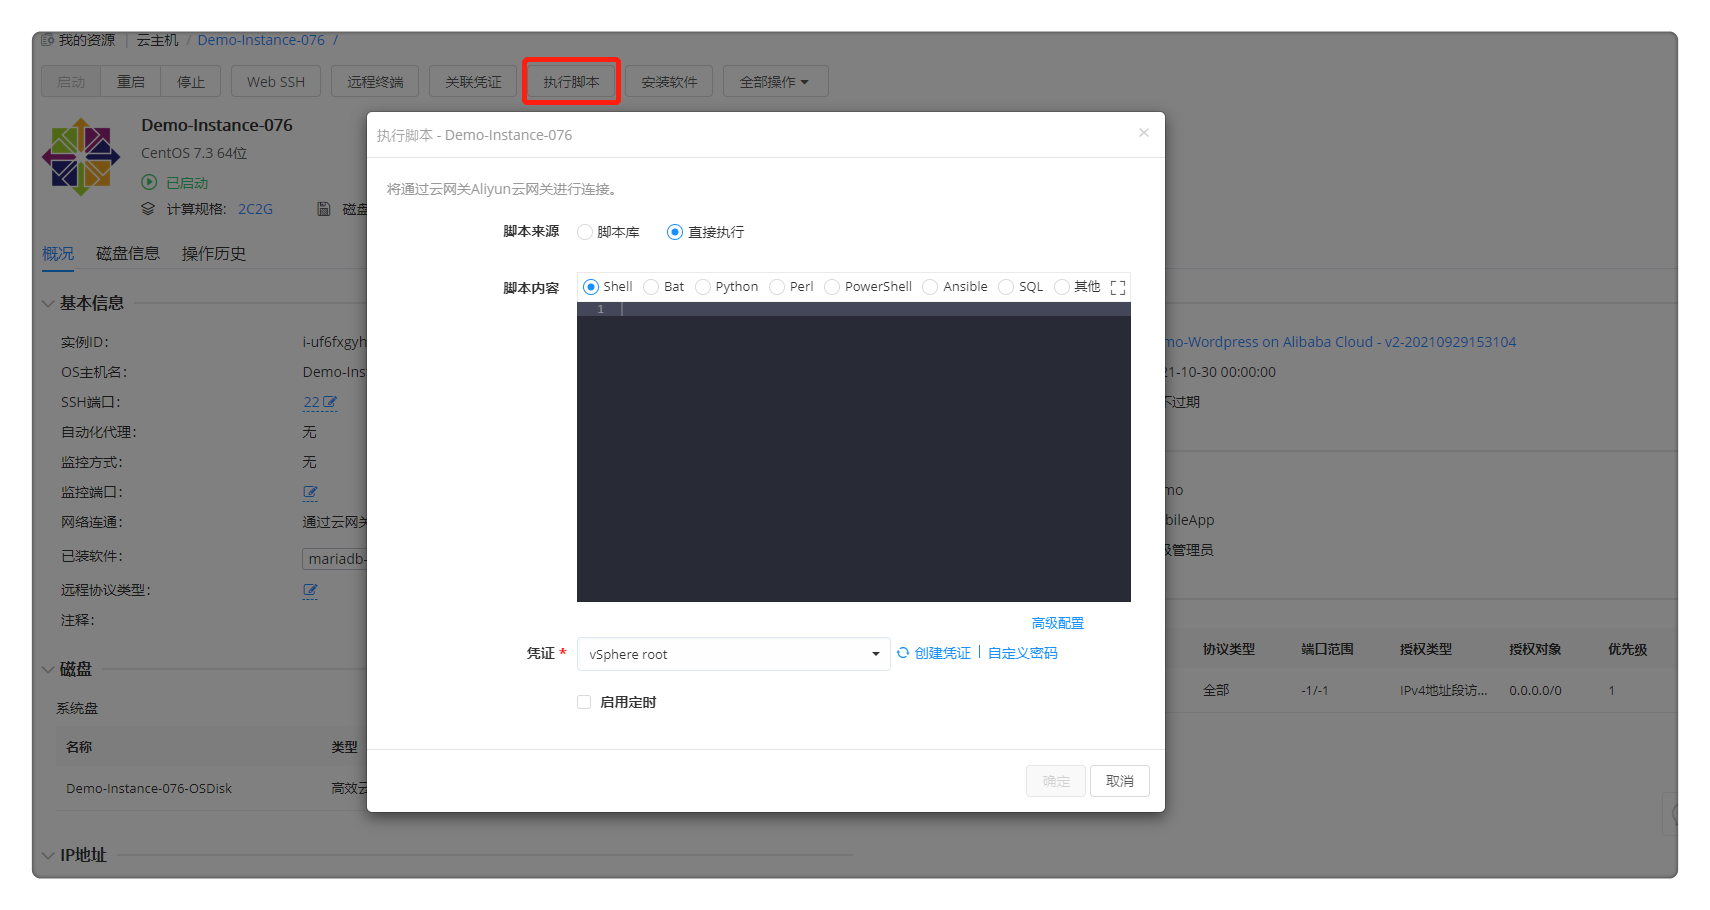 我的资源 | 云主机 / Demo-Instance-076 /
启动 重启 停止 Web SSH 远程终端 关联凭证 执行脚本 安装软件 全部操作
Demo-Instance-076
CentOS 7.3 64位
已启动
计算规格: 2C2G 磁盘
概况 磁盘信息 操作历史
基本信息
实例ID: i-uf6fxgyh
OS主机名: Demo-Ins
SSH端口: 22
自动化代理: 无
监控方式: 无
监控端口:
网络连通: 通过云网关
已装软件: mariadb-
远程协议类型:
注释:
磁盘
系统盘
名称 类型
Demo-Instance-076-OSDisk 高效云
IP地址
执行脚本 - Demo-Instance-076
将通过云网关Aliyun云网关进行连接。
脚本来源 脚本库 直接执行
脚本内容 Shell Bat Python Perl PowerShell Ansible SQL 其他
1
高级配置
凭证 * vSphere root 创建凭证 | 自定义密码
启用定时
确定 取消
mo-Wordpress on Alibaba Cloud - v2-20210929153104
21-10-30 00:00:00
不过期
mo
bileApp
级管理员
协议类型 端口范围 授权类型 授权对象 优先级
全部 -1/-1 IPv4地址段访... 0.0.0.0/0 1